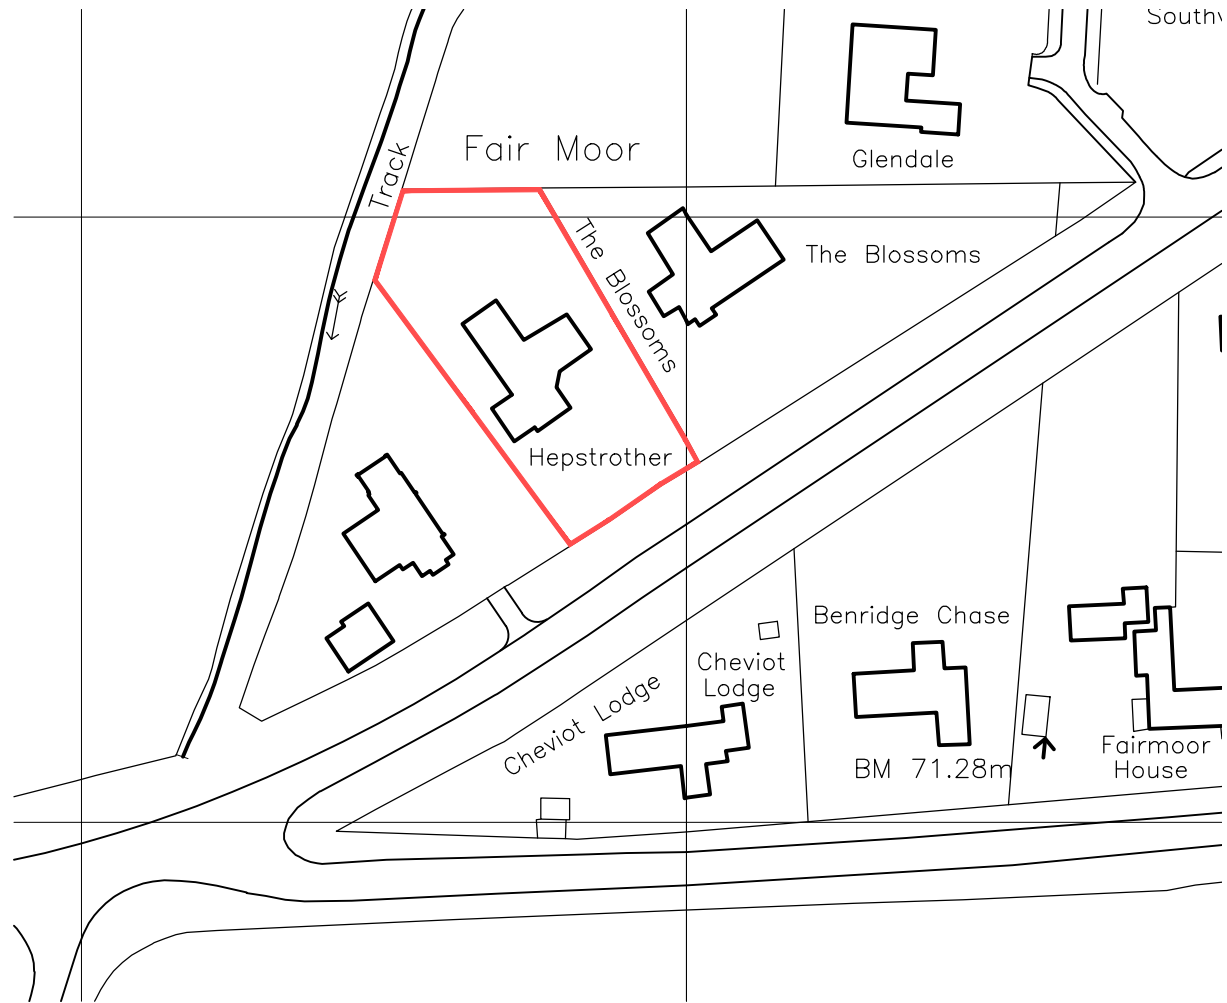 Fair Moor
Track
Glendale
The Blossoms
The Blossoms
Hepstrother
Benridge Chase
Cheviot
Lodge
Cheviot Lodge
BM 71.28m
Fairmoor
House